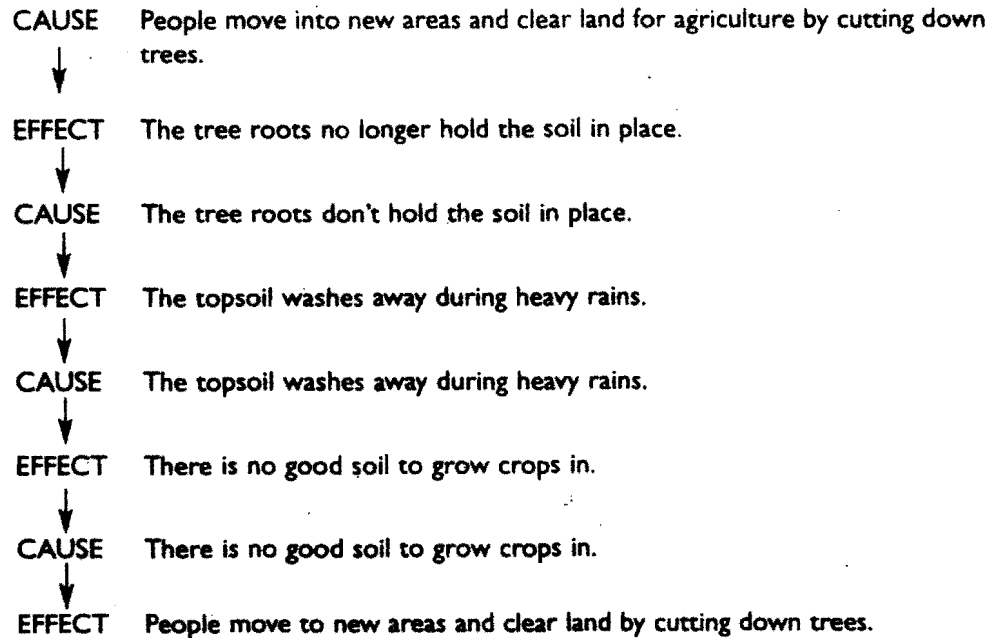 CAUSE People move into new areas and clear land for agriculture by cutting down
trees.
EFFECT The tree roots no longer hold the soil in place.
CAUSE The tree roots don't hold the soil in place.
EFFECT The topsoil washes away during heavy rains.
CAUSE The topsoil washes away during heavy rains.
EFFECT There is no good soil to grow crops in.
CAUSE There is no good soil to grow crops in.
EFFECT People move to new areas and clear land by cutting down trees.